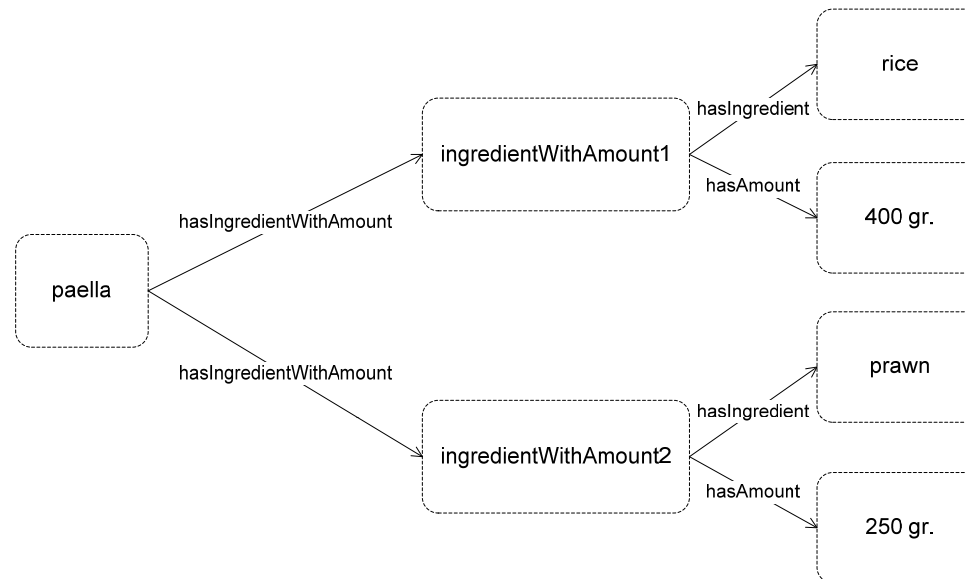 rice
hasIngredient
ingredientWithAmount1
hasAmount
400 gr.
hasIngredientWithAmount
paella
hasIngredientWithAmount
prawn
hasIngredient
ingredientWithAmount2
hasAmount
250 gr.